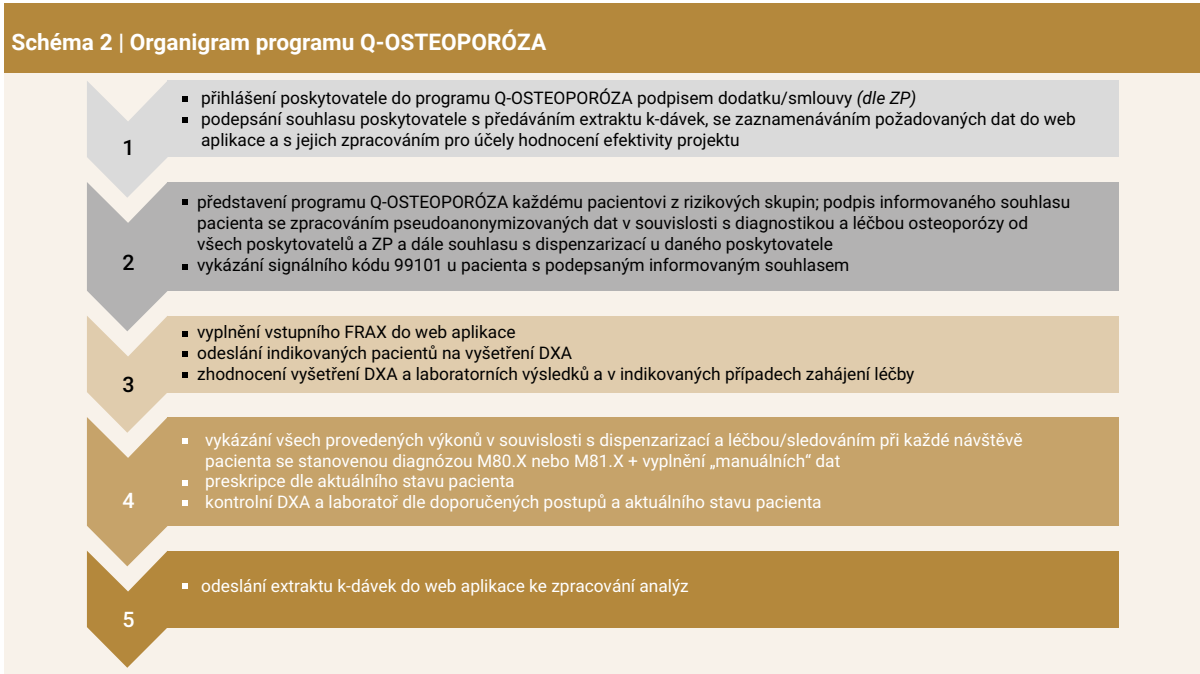 Schéma 2 | Organigram programu Q-OSTEOPORÓZA
1
▪ přihlášení poskytovatele do programu Q-OSTEOPORÓZA podpisem dodatku/smlouvy (dle ZP)
▪ podepsání souhlasu poskytovatele s předáváním extraktu k-dávek, se zaznamenáváním požadovaných dat do web
aplikace a s jejich zpracováním pro účely hodnocení efektivity projektu
2
▪ představení programu Q-OSTEOPORÓZA každému pacientovi z rizikových skupin; podpis informovaného souhlasu
pacienta se zpracováním pseudoanonymizovaných dat v souvislosti s diagnostikou a léčbou osteoporózy od
všech poskytovatelů a ZP a dále souhlasu s dispenzarizací u daného poskytovatele
▪ vykázání signálního kódu 99101 u pacienta s podepsaným informovaným souhlasem
3
▪ vyplnění vstupního FRAX do web aplikace
▪ odeslání indikovaných pacientů na vyšetření DXA
▪ zhodnocení vyšetření DXA a laboratorních výsledků a v indikovaných případech zahájení léčby
4
▪ vykázání všech provedených výkonů v souvislosti s dispenzarizací a léčbou/sledováním při každé návštěvě
pacienta se stanovenou diagnózou M80.X nebo M81.X + vyplnění „manuálních“ dat
▪ preskripce dle aktuálního stavu pacienta
▪ kontrolní DXA a laboratoř dle doporučených postupů a aktuálního stavu pacienta
5
▪ odeslání extraktu k-dávek do web aplikace ke zpracování analýz